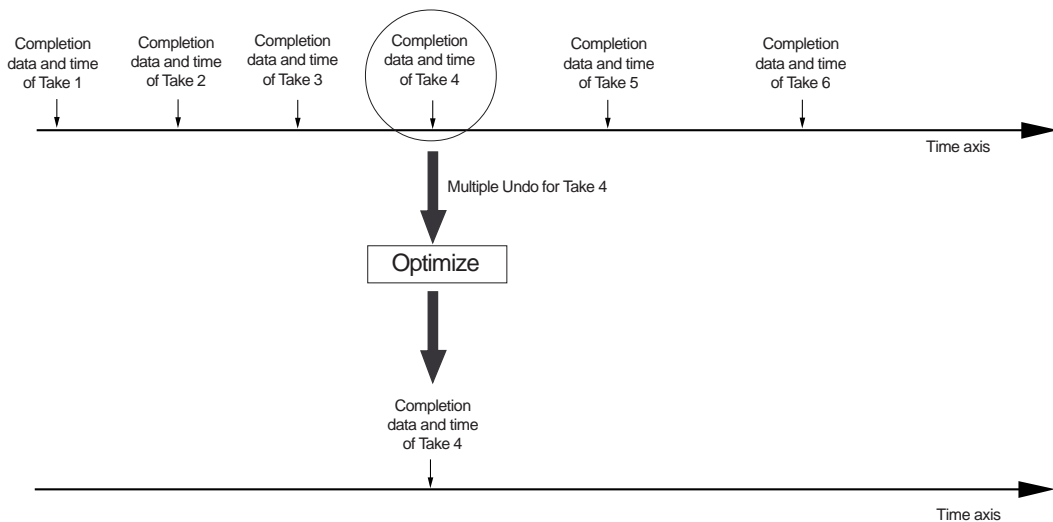 Completion
data and time
of Take 1
Completion
data and time
of Take 2
Completion
data and time
of Take 3
Completion
data and time
of Take 4
Completion
data and time
of Take 5
Completion
data and time
of Take 6
Time axis
Multiple Undo for Take 4
Optimize
Completion
data and time
of Take 4
Time axis